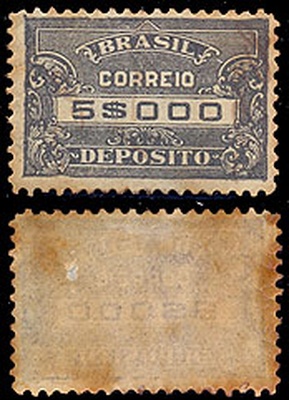 BRASIL
CORREIO
5$000
DEPOSITO